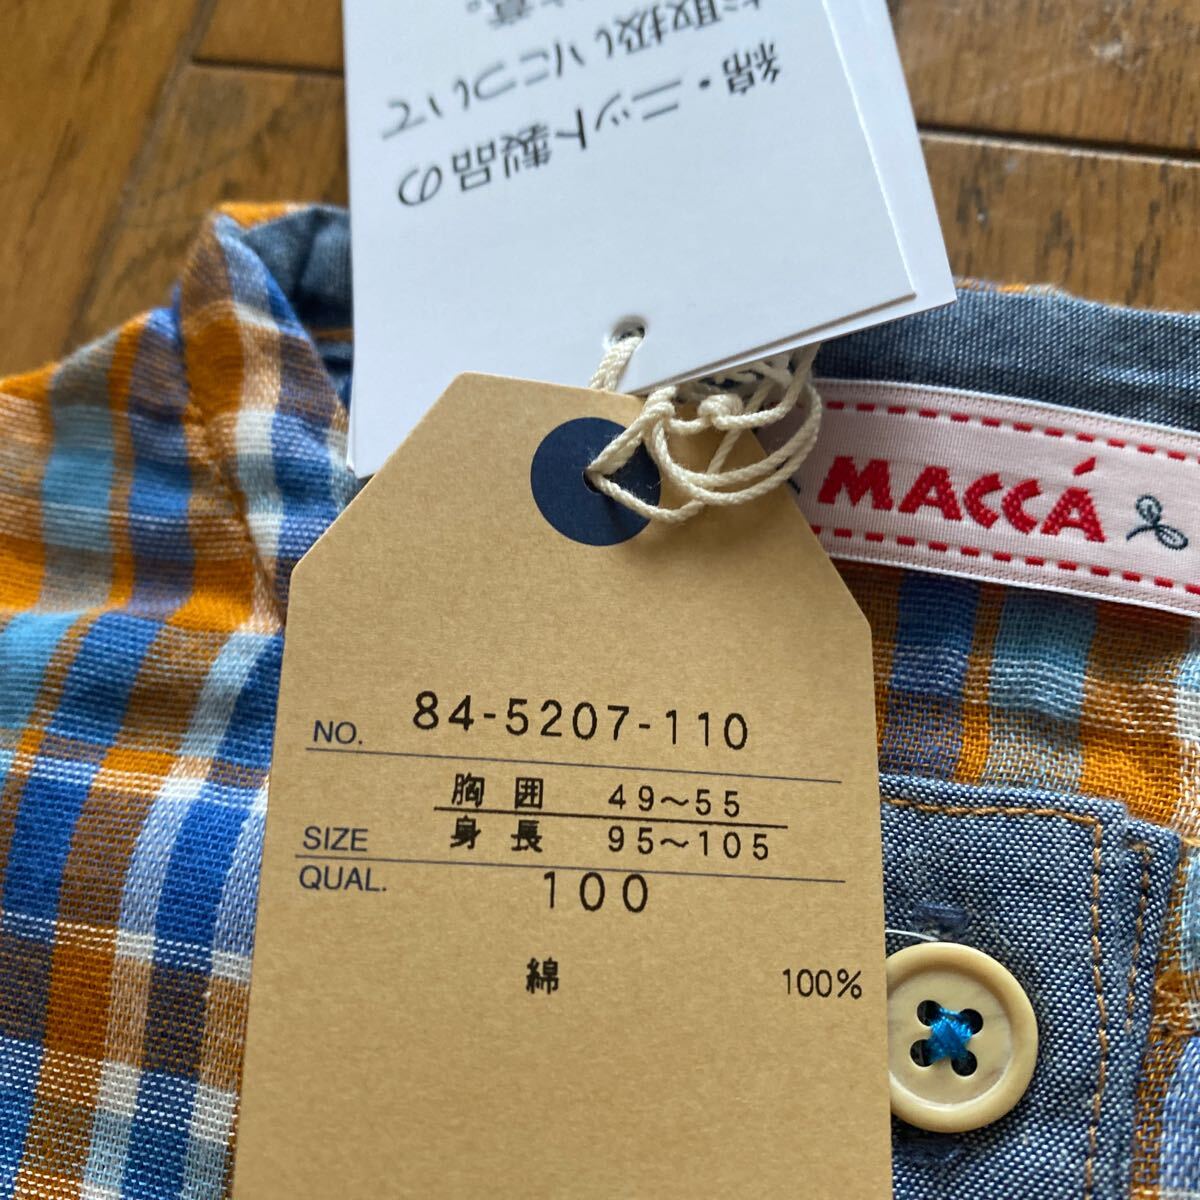 綿・ニット製品の
お取扱いについて
MACCÁ
NO. 84-5207-110
胸囲 49～55
SIZE 身長 95～105
QUAL. 100
綿 100%